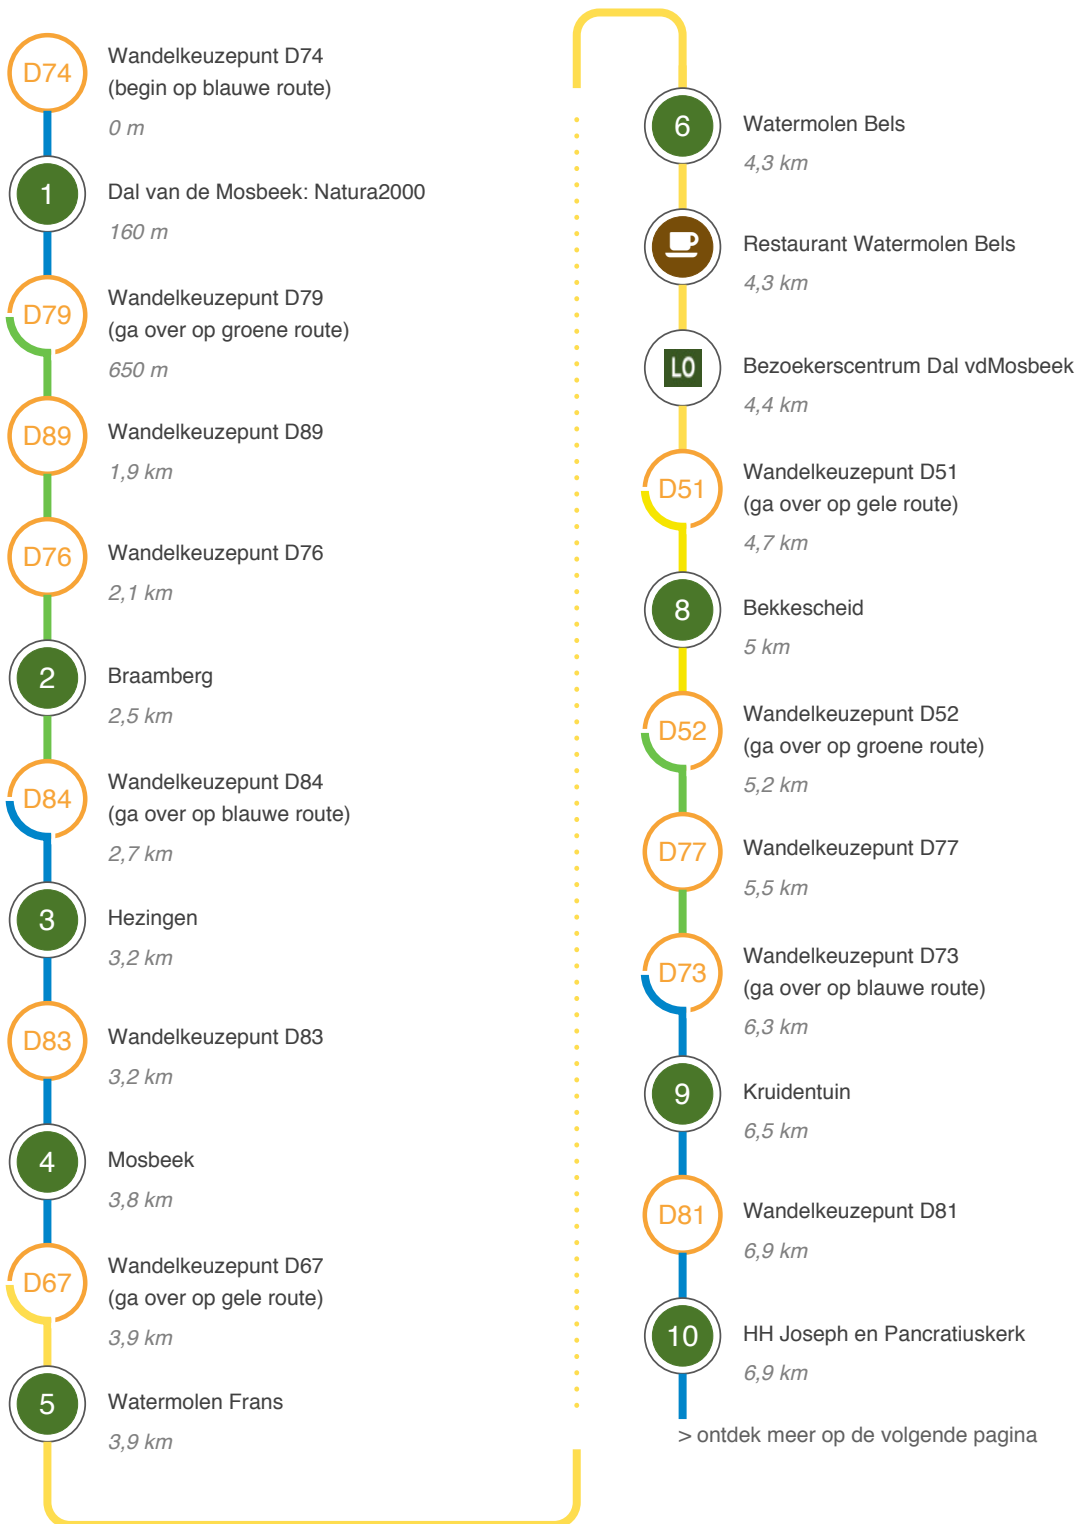 D74
Wandelkeuzepunt D74
(begin op blauwe route)
0 m
1
Dal van de Mosbeek: Natura2000
160 m
D79
Wandelkeuzepunt D79
(ga over op groene route)
650 m
D89
Wandelkeuzepunt D89
1,9 km
D76
Wandelkeuzepunt D76
2,1 km
2
Braamberg
2,5 km
D84
Wandelkeuzepunt D84
(ga over op blauwe route)
2,7 km
3
Hezingen
3,2 km
D83
Wandelkeuzepunt D83
3,2 km
4
Mosbeek
3,8 km
D67
Wandelkeuzepunt D67
(ga over op gele route)
3,9 km
5
Watermolen Frans
3,9 km
6
Watermolen Bels
4,3 km
Restaurant Watermolen Bels
4,3 km
LO
Bezoekerscentrum Dal vdMosbeek
4,4 km
D51
Wandelkeuzepunt D51
(ga over op gele route)
4,7 km
8
Bekkescheid
5 km
D52
Wandelkeuzepunt D52
(ga over op groene route)
5,2 km
D77
Wandelkeuzepunt D77
5,5 km
D73
Wandelkeuzepunt D73
(ga over op blauwe route)
6,3 km
9
Kruidentuin
6,5 km
D81
Wandelkeuzepunt D81
6,9 km
10
HH Joseph en Pancratiuskerk
6,9 km
> ontdek meer op de volgende pagina